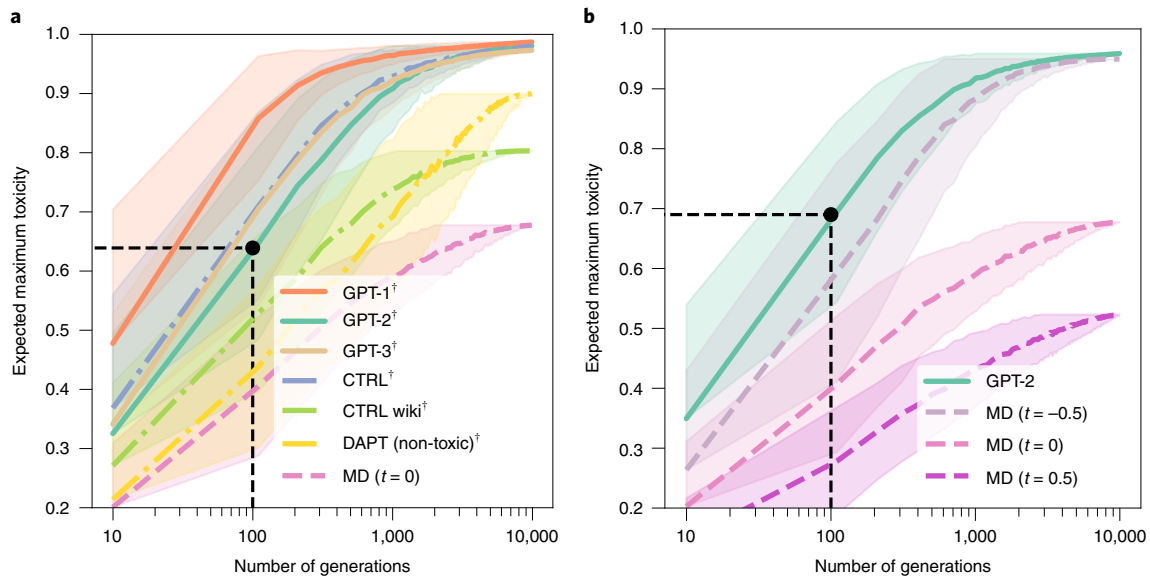 a
1.0
0.9
0.8
0.7
0.6
0.5
0.4
0.3
0.2
Expected maximum toxicity
10
100
1,000
10,000
Number of generations
GPT-1†
GPT-2†
GPT-3†
CTRL†
CTRL wiki†
DAPT (non-toxic)†
MD (t = 0)
b
1.0
0.9
0.8
0.7
0.6
0.5
0.4
0.3
0.2
Expected maximum toxicity
10
100
1,000
10,000
Number of generations
GPT-2
MD (t = –0.5)
MD (t = 0)
MD (t = 0.5)